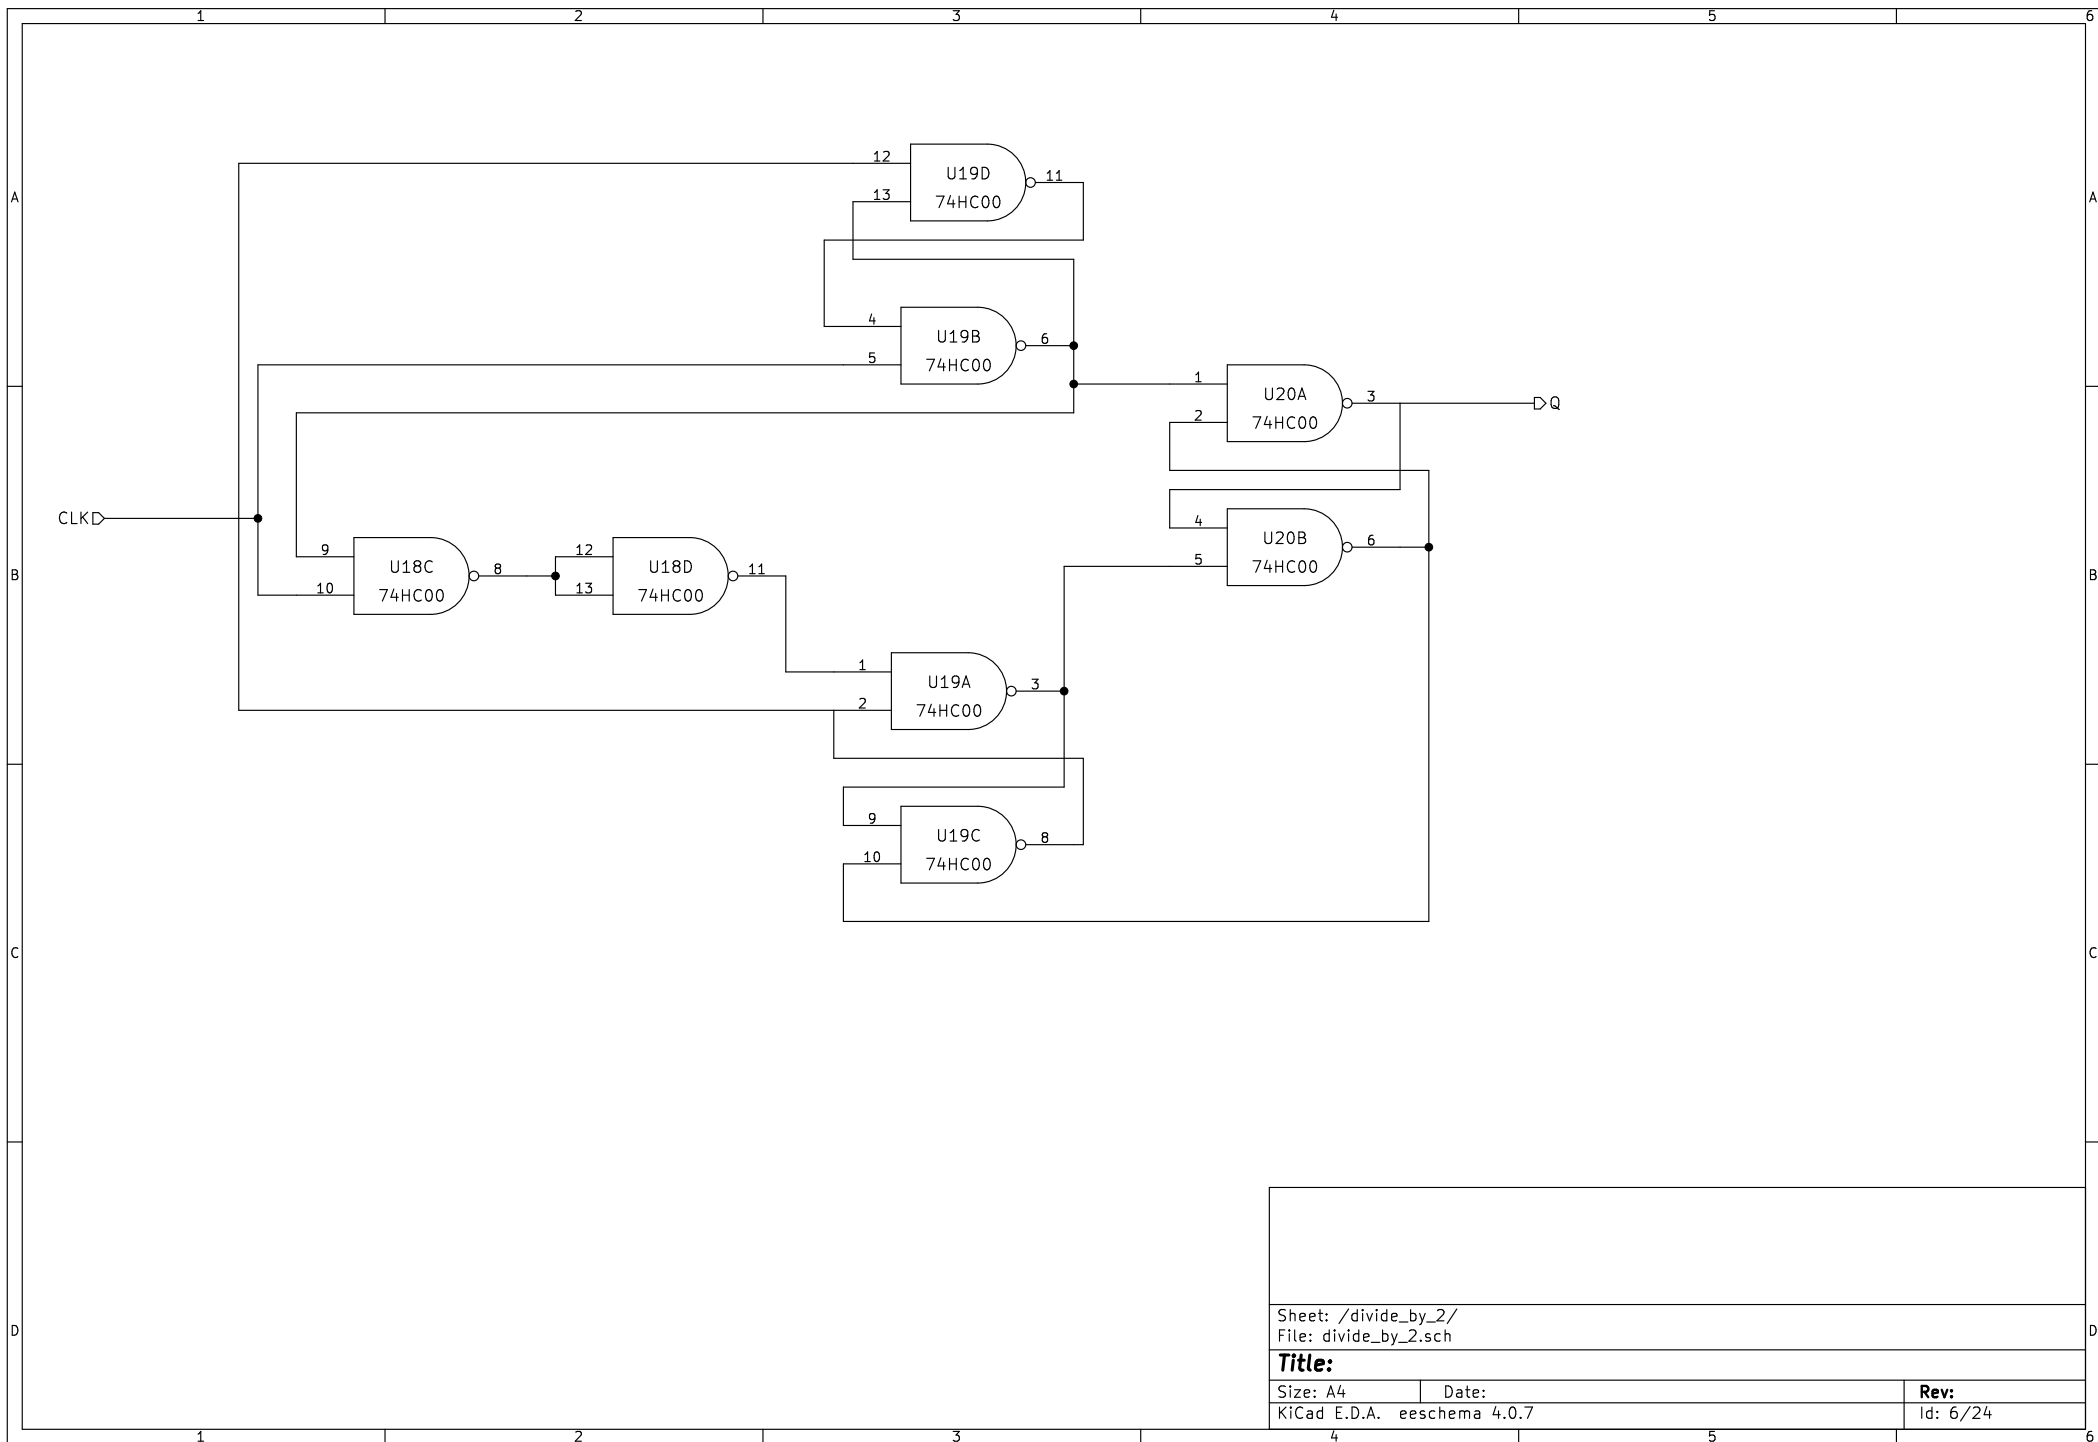 1 2 3 4 5 6
A A
12 U19D 11
13 74HC00
4 U19B 6
5 74HC00
1 U20A 3 Q
2 74HC00
CLK
4 U20B 6
5 74HC00
9 U18C 8 12 U18D 11
10 74HC00 13 74HC00
B B
1 U19A 3
2 74HC00
9 U19C 8
10 74HC00
C C
D D
Sheet: /divide_by_2/
File: divide_by_2.sch
Title:
Size: A4 Date: Rev:
KiCad E.D.A. eeschema 4.0.7 Id: 6/24
1 2 3 4 5 6